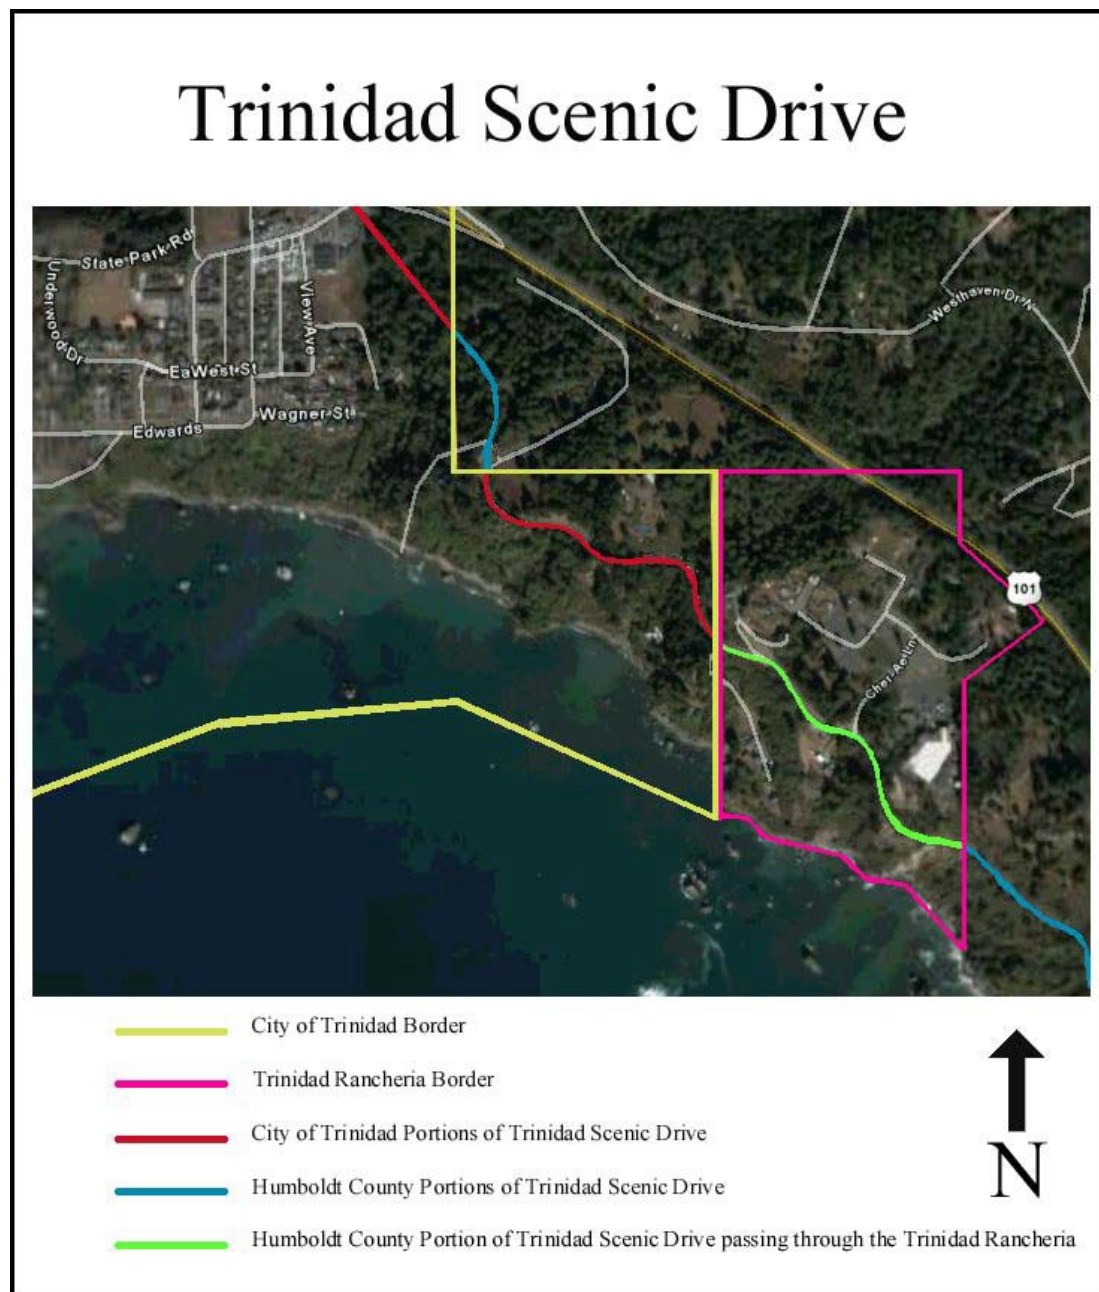 Trinidad Scenic Drive
State Park Rd
Underwood Dr
View Ave
EaWest St
Wagner St
Edwards
Westhaven Dr N
101
Cher-Ae-Ln
City of Trinidad Border
Trinidad Rancheria Border
City of Trinidad Portions of Trinidad Scenic Drive
Humboldt County Portions of Trinidad Scenic Drive
Humboldt County Portion of Trinidad Scenic Drive passing through the Trinidad Rancheria
N